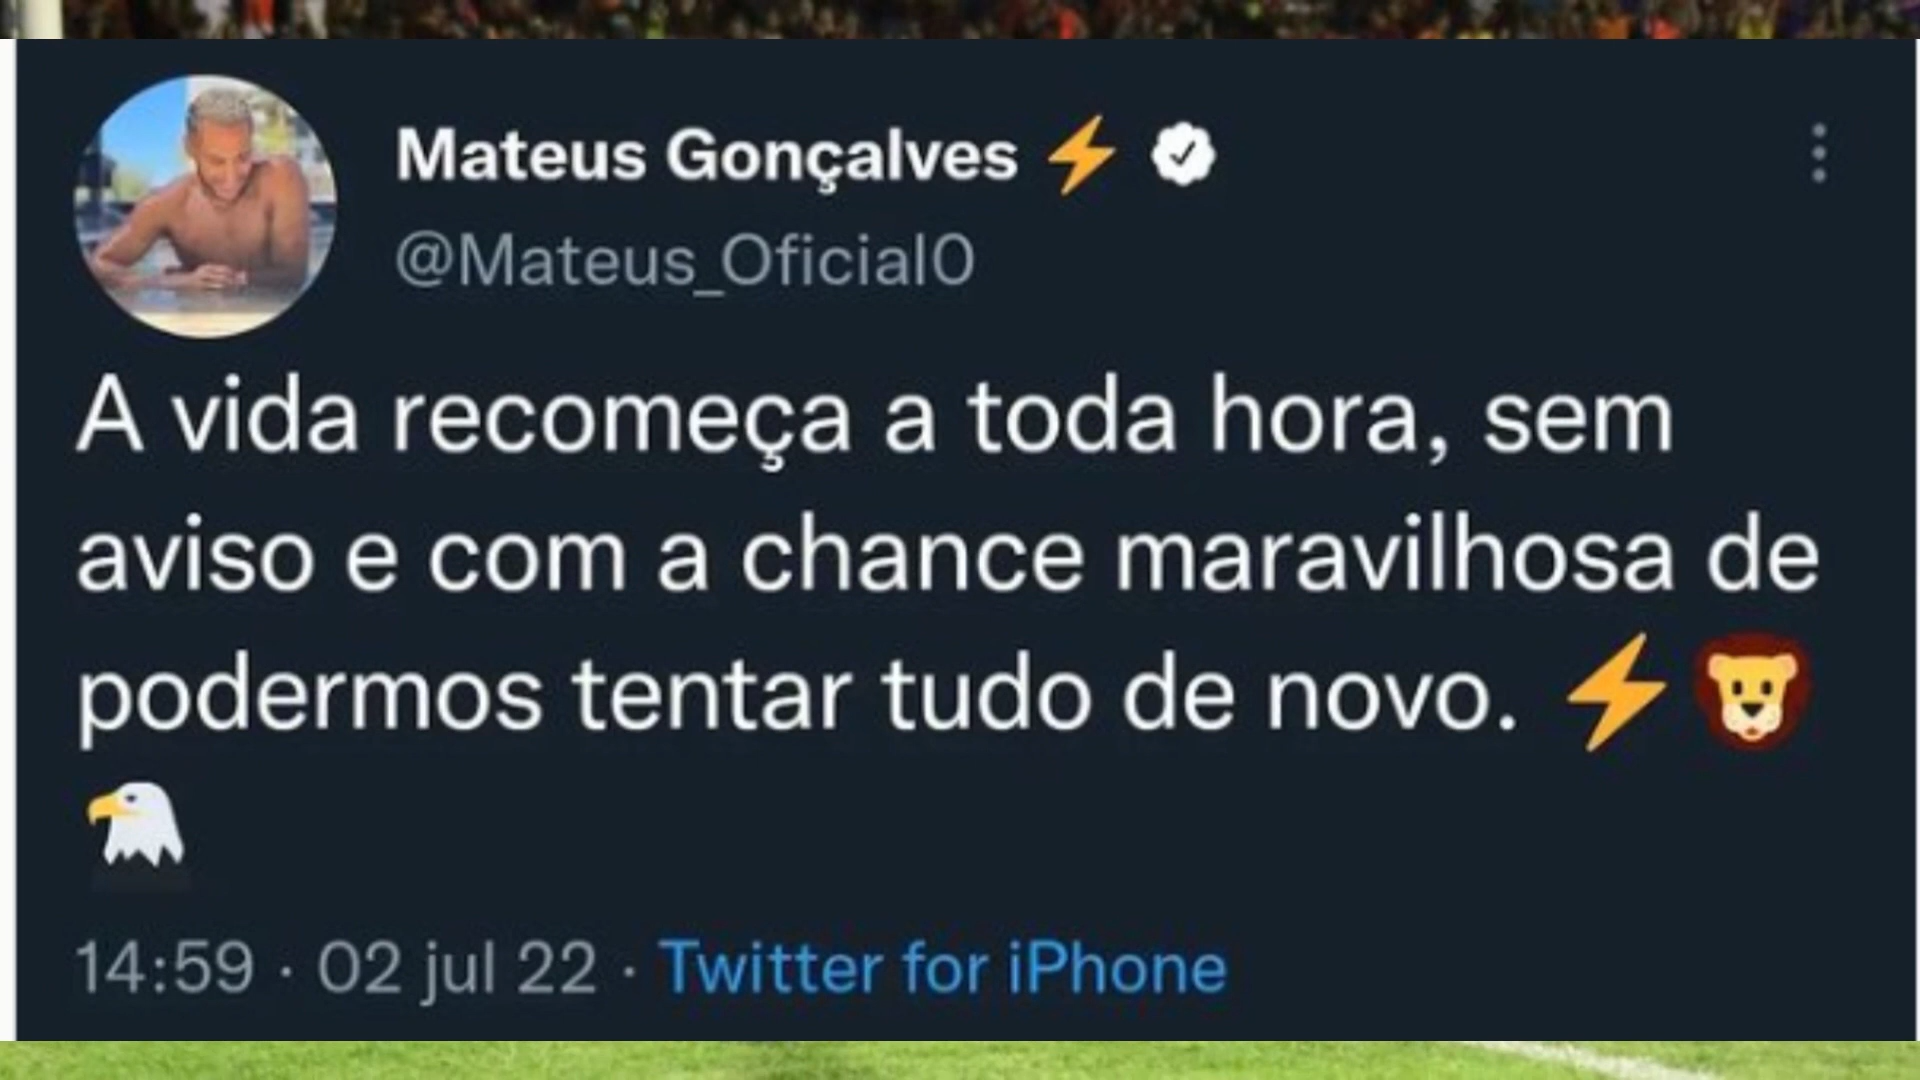 Mateus Gonçalves ⚡
@Mateus_Oficial0
A vida recomeça a toda hora, sem
aviso e com a chance maravilhosa de
podermos tentar tudo de novo. ⚡🦁
🦅
14:59 · 02 jul 22 · Twitter for iPhone